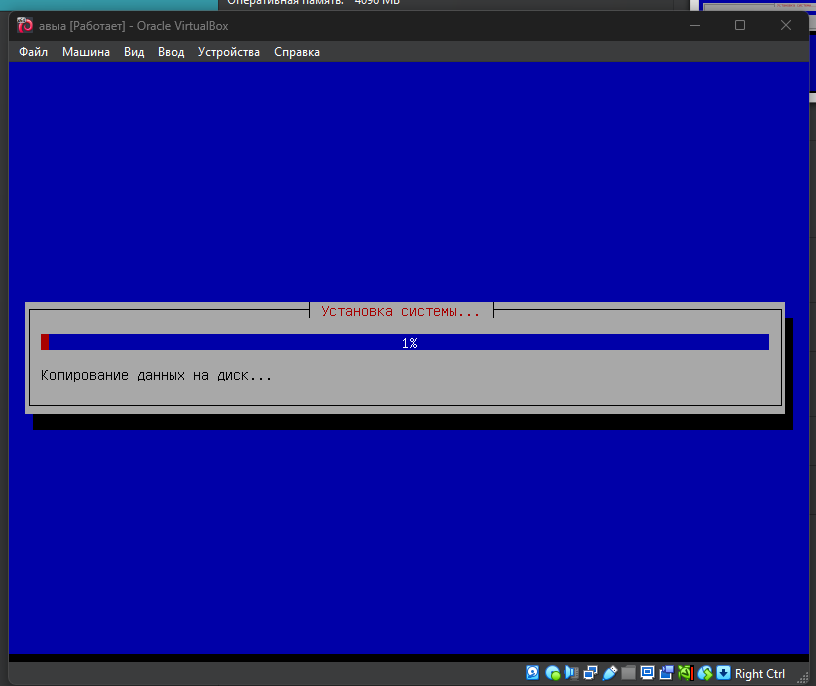 Оперативная память: 4096 МБ
авыа [Работает] - Oracle VirtualBox
Файл Машина Вид Ввод Устройства Справка
Установка системы...
1%
Копирование данных на диск...
Right Ctrl